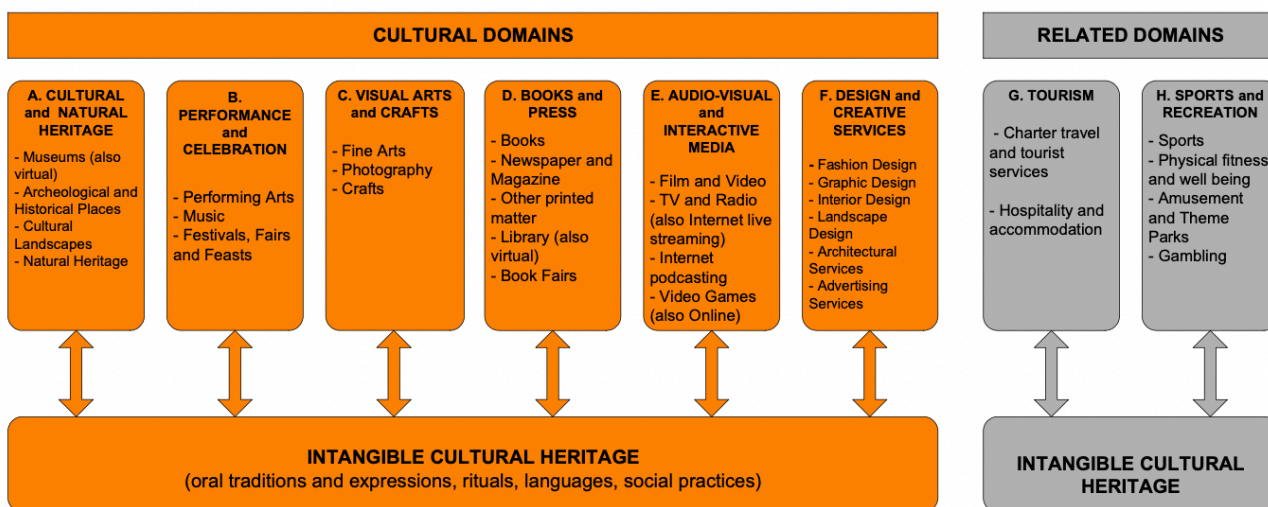 CULTURAL DOMAINS
RELATED DOMAINS
A. CULTURAL
and NATURAL
HERITAGE
- Museums (also
virtual)
- Archeological and
Historical Places
- Cultural
Landscapes
- Natural Heritage
B.
PERFORMANCE
and
CELEBRATION
- Performing Arts
- Music
- Festivals, Fairs
and Feasts
C. VISUAL ARTS
and CRAFTS
- Fine Arts
- Photography
- Crafts
D. BOOKS and
PRESS
- Books
- Newspaper and
Magazine
- Other printed
matter
- Library (also
virtual)
- Book Fairs
E. AUDIO-VISUAL
and
INTERACTIVE
MEDIA
- Film and Video
- TV and Radio
(also Internet live
streaming)
- Internet
podcasting
- Video Games
(also Online)
F. DESIGN and
CREATIVE
SERVICES
- Fashion Design
- Graphic Design
- Interior Design
- Landscape
Design
- Architectural
Services
- Advertising
Services
G. TOURISM
- Charter travel
and tourist
services
- Hospitality and
accommodation
H. SPORTS and
RECREATION
- Sports
- Physical fitness
and well being
- Amusement and
Theme
Parks
- Gambling
INTANGIBLE CULTURAL HERITAGE
(oral traditions and expressions, rituals, languages, social practices)
INTANGIBLE CULTURAL
HERITAGE